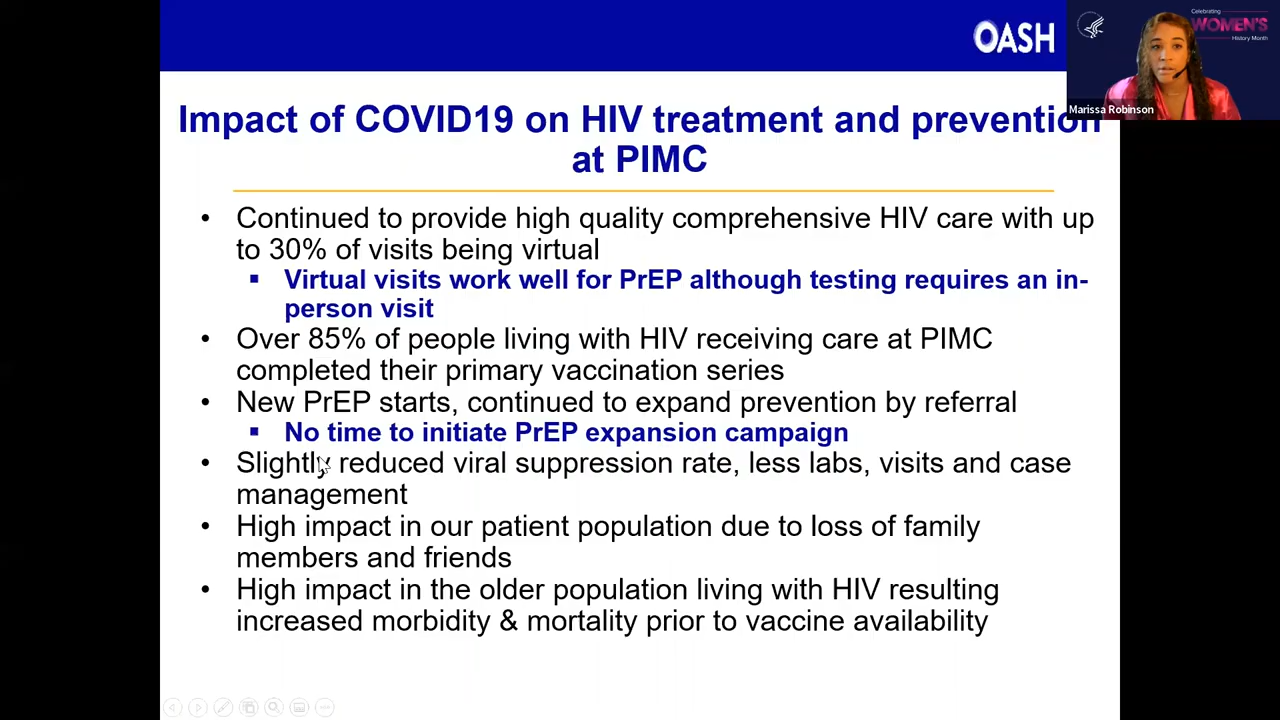 OASH
Celebrating
WOMEN'S
History Month
Marissa Robinson
Impact of COVID19 on HIV treatment and prevention
at PIMC
• Continued to provide high quality comprehensive HIV care with up
to 30% of visits being virtual
▪ Virtual visits work well for PrEP although testing requires an in-
person visit
• Over 85% of people living with HIV receiving care at PIMC
completed their primary vaccination series
• New PrEP starts, continued to expand prevention by referral
▪ No time to initiate PrEP expansion campaign
• Slightly reduced viral suppression rate, less labs, visits and case
management
• High impact in our patient population due to loss of family
members and friends
• High impact in the older population living with HIV resulting
increased morbidity & mortality prior to vaccine availability